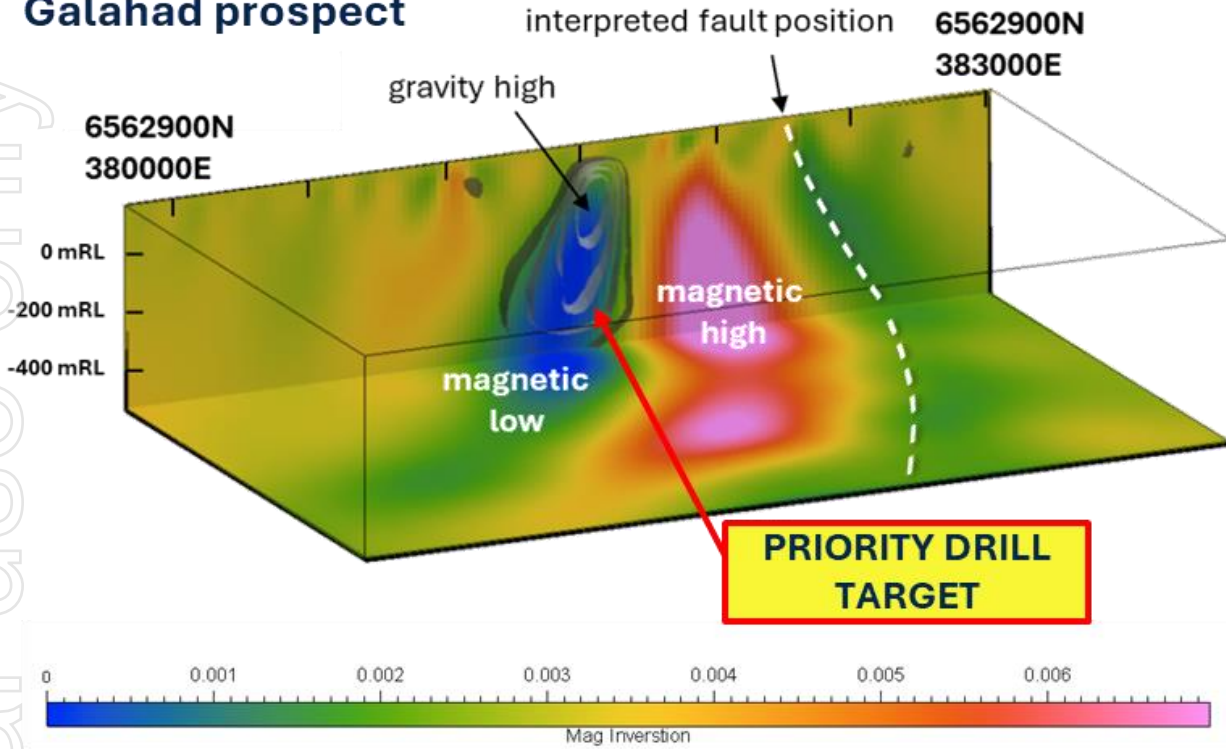 Galahad prospect
interpreted fault position
6562900N
383000E
gravity high
6562900N
380000E
0 mRL
-200 mRL
-400 mRL
magnetic
high
magnetic
low
PRIORITY DRILL
TARGET
0 0.001 0.002 0.003 0.004 0.005 0.006
Mag Inverstion